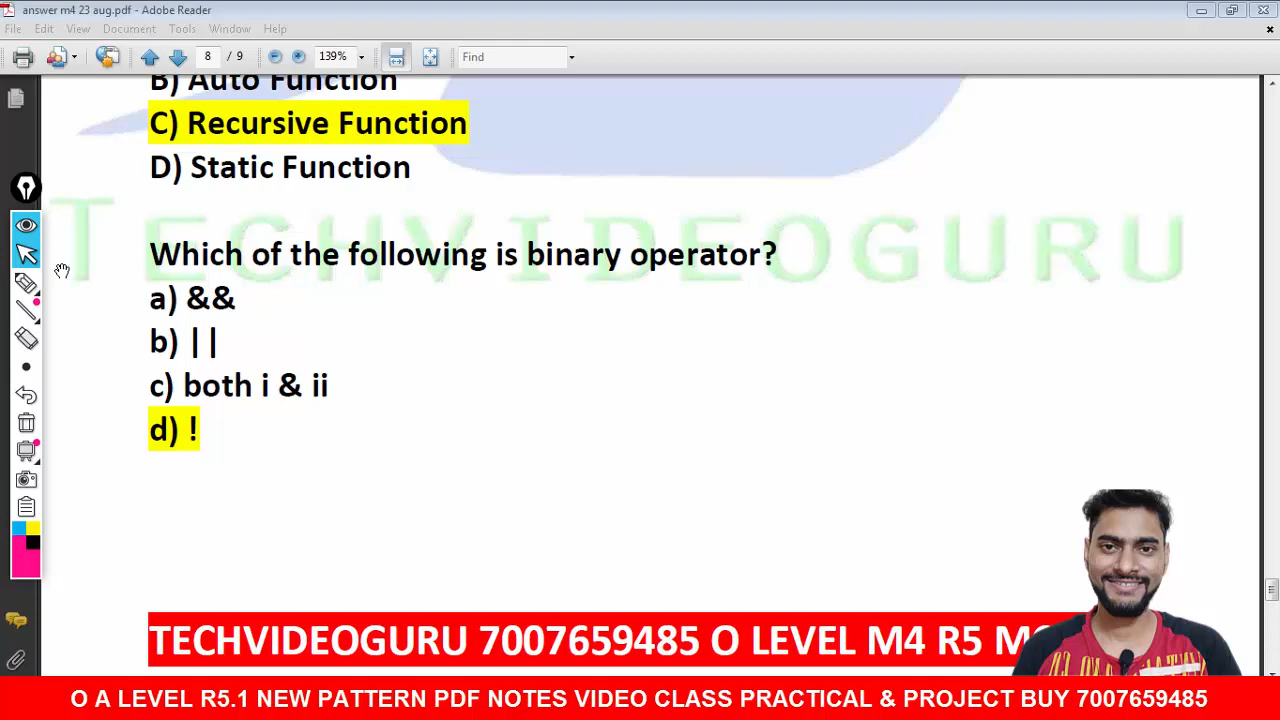 answer m4 23 aug.pdf - Adobe Reader
File Edit View Document Tools Window Help
8 / 9 139% Find
B) Auto Function
C) Recursive Function
D) Static Function
TECHVIDEOGURU
Which of the following is binary operator?
a) &&
b) ||
c) both i & ii
d) !
TECHVIDEOGURU 7007659485 O LEVEL M4 R5
O A LEVEL R5.1 NEW PATTERN PDF NOTES VIDEO CLASS PRACTICAL & PROJECT BUY 7007659485